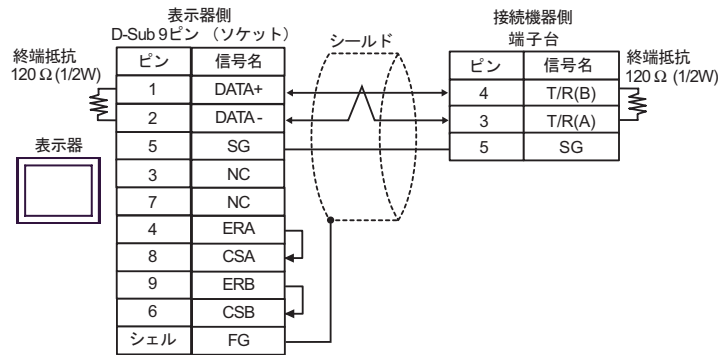 表示器側
D-Sub 9ピン （ソケット）
終端抵抗
120 Ω (1/2W)
ピン 信号名
1 DATA+
2 DATA-
5 SG
3 NC
7 NC
4 ERA
8 CSA
9 ERB
6 CSB
シェル FG
表示器
シールド
接続機器側
端子台
ピン 信号名
4 T/R(B)
3 T/R(A)
5 SG
終端抵抗
120 Ω (1/2W)